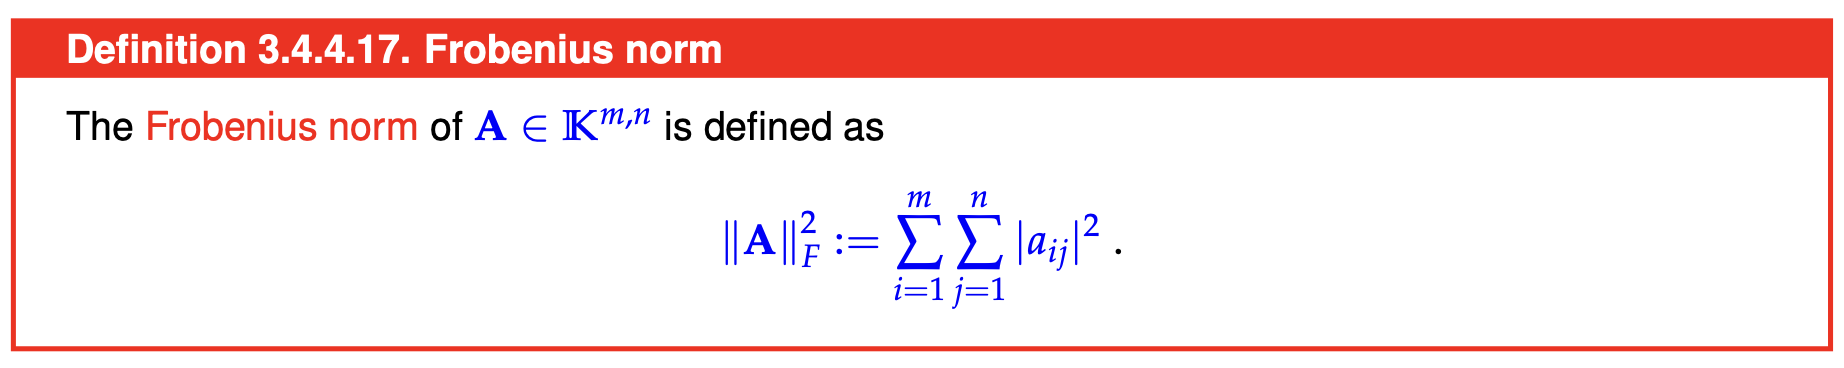 Definition 3.4.4.17. Frobenius norm
The Frobenius norm of 𝐀 ∈ 𝕂^{m,n} is defined as
‖𝐀‖_F^2 := ∑_{i=1}^{m} ∑_{j=1}^{n} |a_{ij}|^2 .